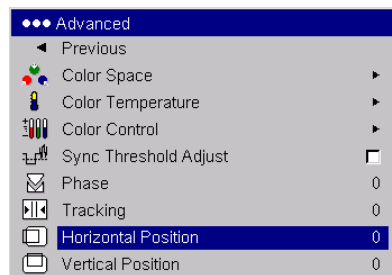 Advanced
Previous
Color Space
Color Temperature
Color Control
Sync Threshold Adjust
Phase 0
Tracking 0
Horizontal Position 0
Vertical Position 0